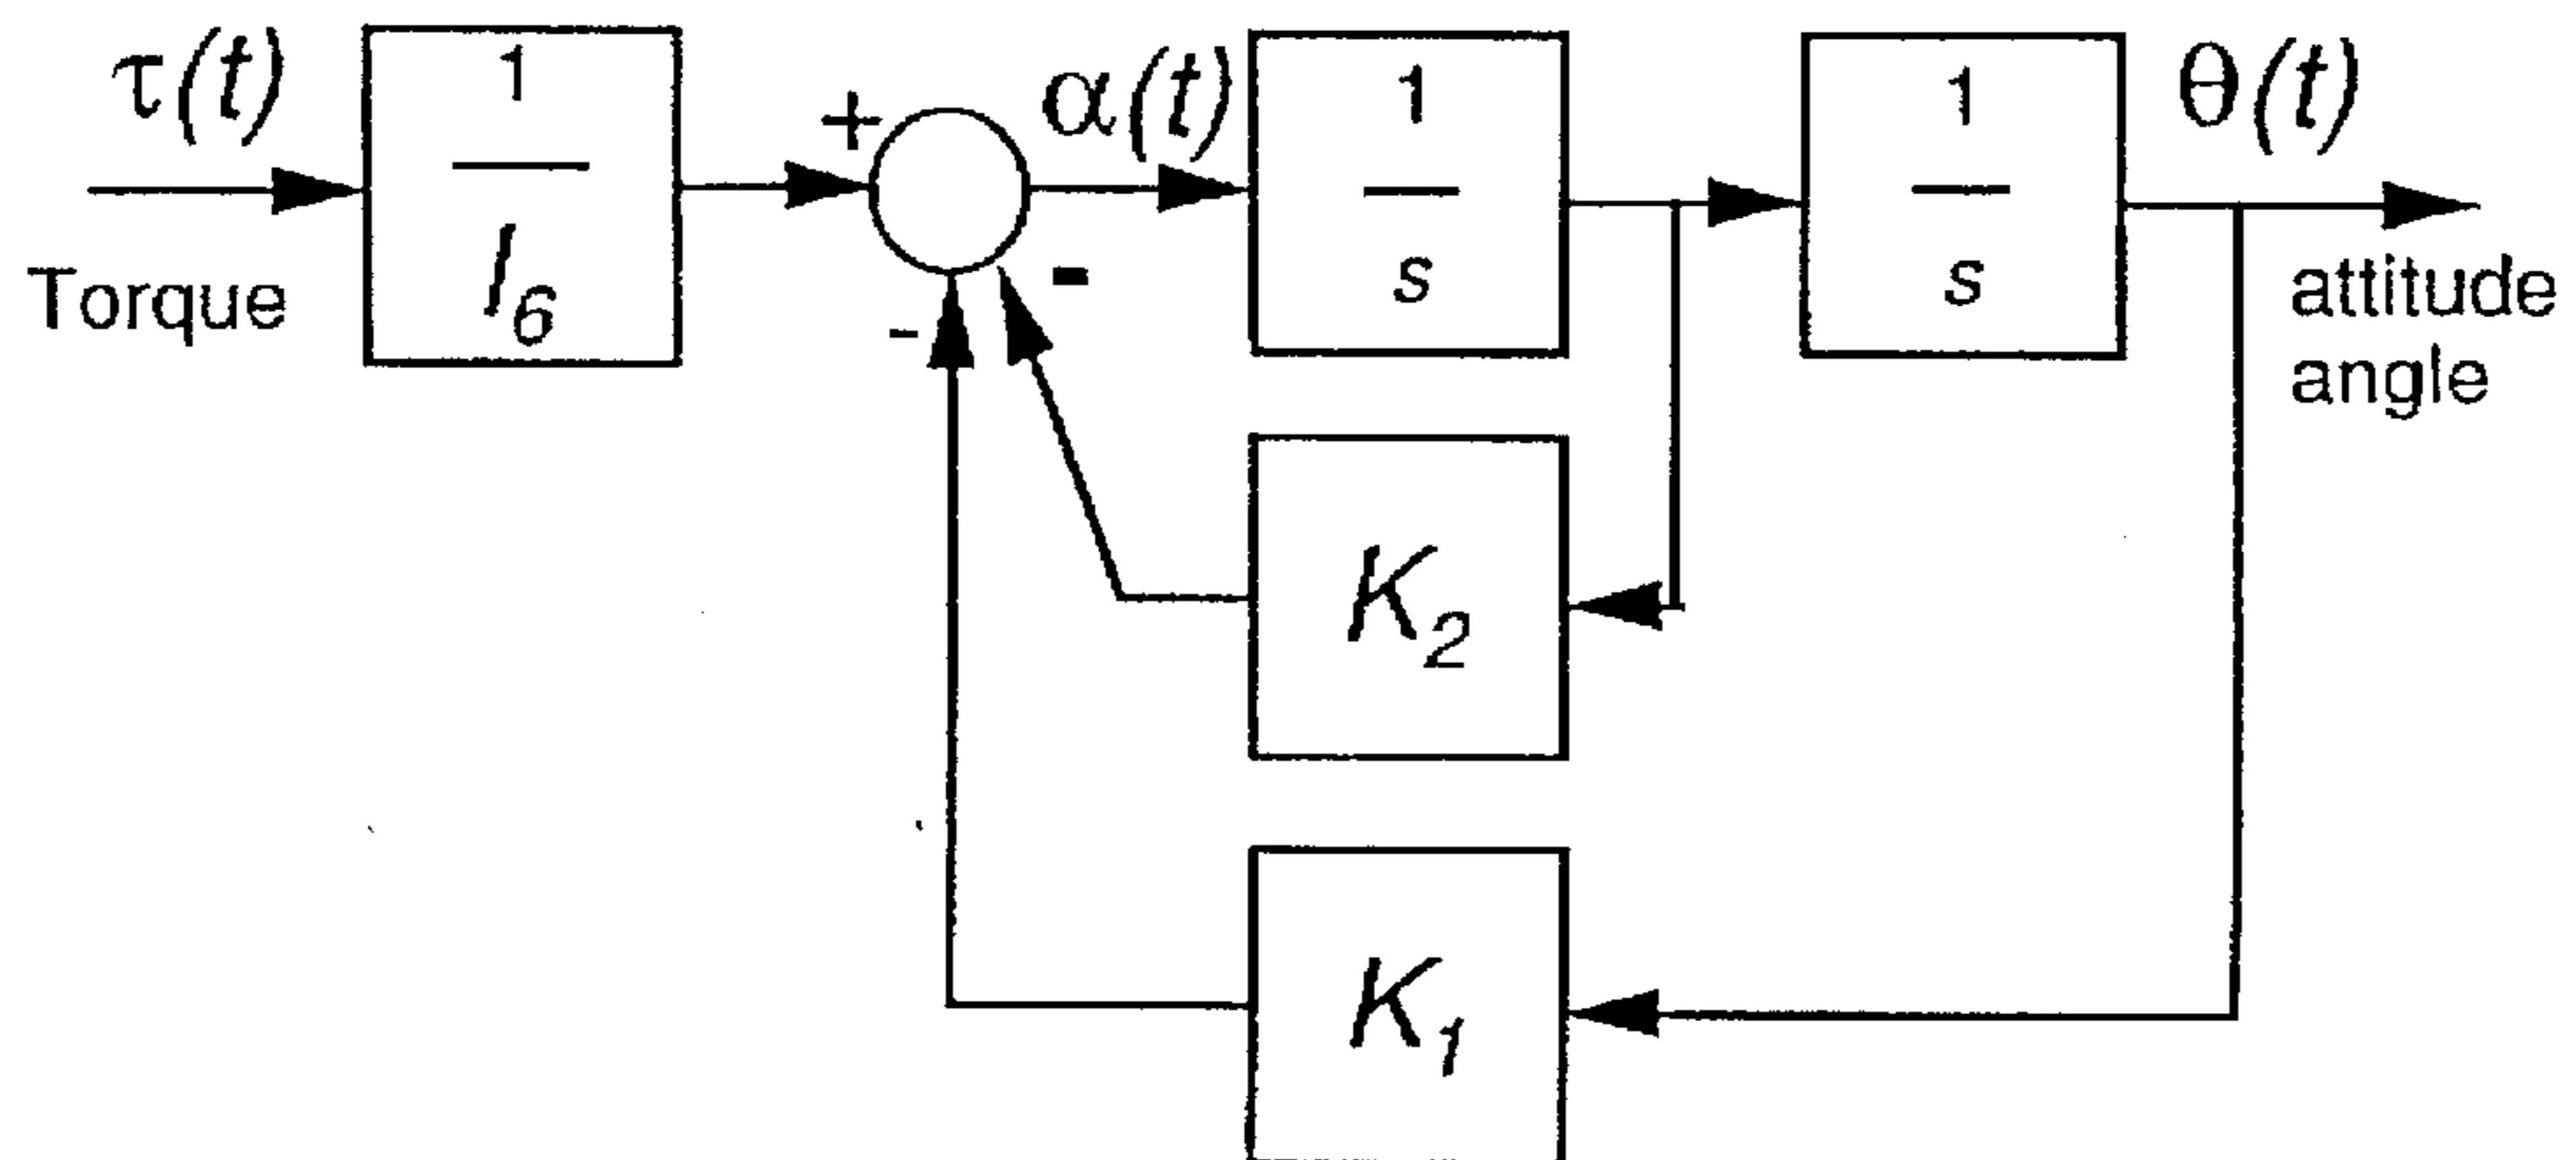 τ(t)
Torque
1
I6
+
-
-
α(t)
1
s
1
s
θ(t)
attitude
angle
K2
K1